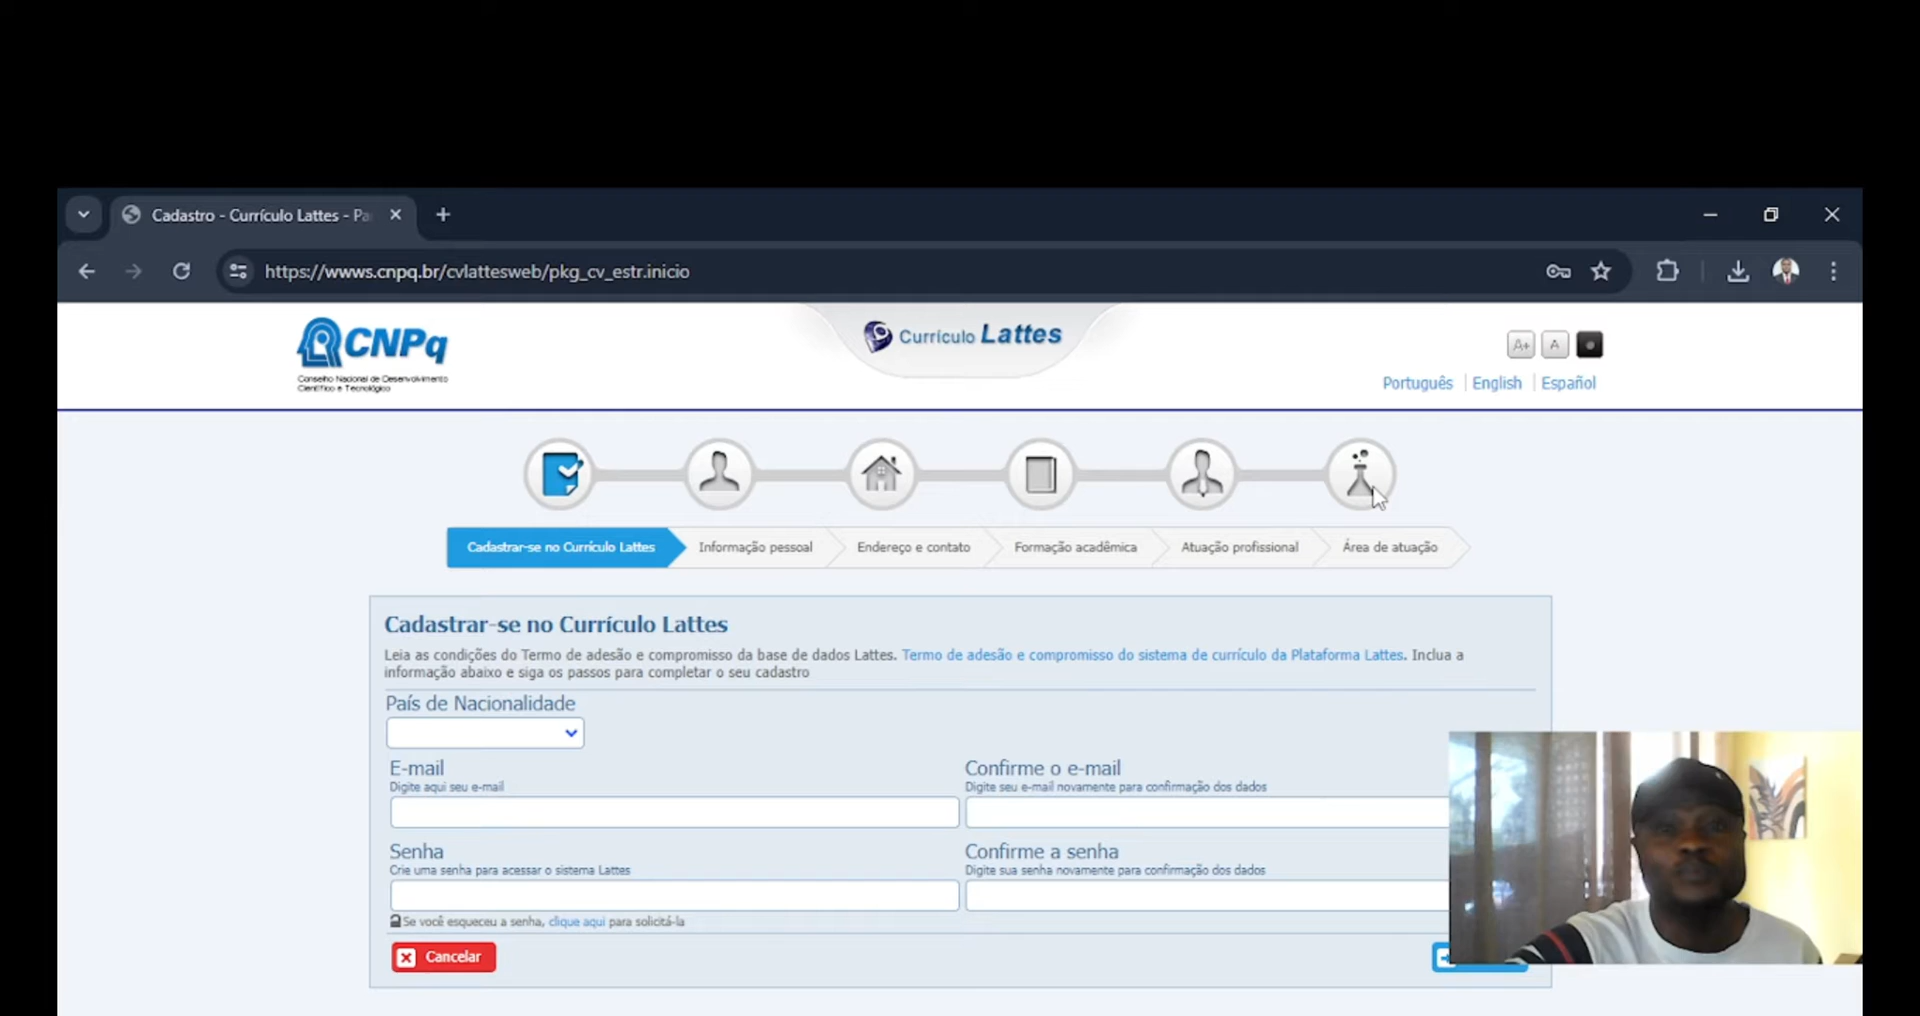 Cadastro - Currículo Lattes - Pa
https://wwws.cnpq.br/cvlattesweb/pkg_cv_estr.inicio
CNPq
Conselho Nacional de Desenvolvimento
Científico e Tecnológico
Currículo Lattes
A+ A
Português English Español
Cadastrar-se no Currículo Lattes Informação pessoal Endereço e contato Formação acadêmica Atuação profissional Área de atuação
Cadastrar-se no Currículo Lattes
Leia as condições do Termo de adesão e compromisso da base de dados Lattes. Termo de adesão e compromisso do sistema de currículo da Plataforma Lattes. Inclua a
informação abaixo e siga os passos para completar o seu cadastro
País de Nacionalidade
E-mail Confirme o e-mail
Digite aqui seu e-mail Digite seu e-mail novamente para confirmação dos dados
Senha Confirme a senha
Crie uma senha para acessar o sistema Lattes Digite sua senha novamente para confirmação dos dados
Se você esqueceu a senha, clique aqui para solicitá-la
Cancelar